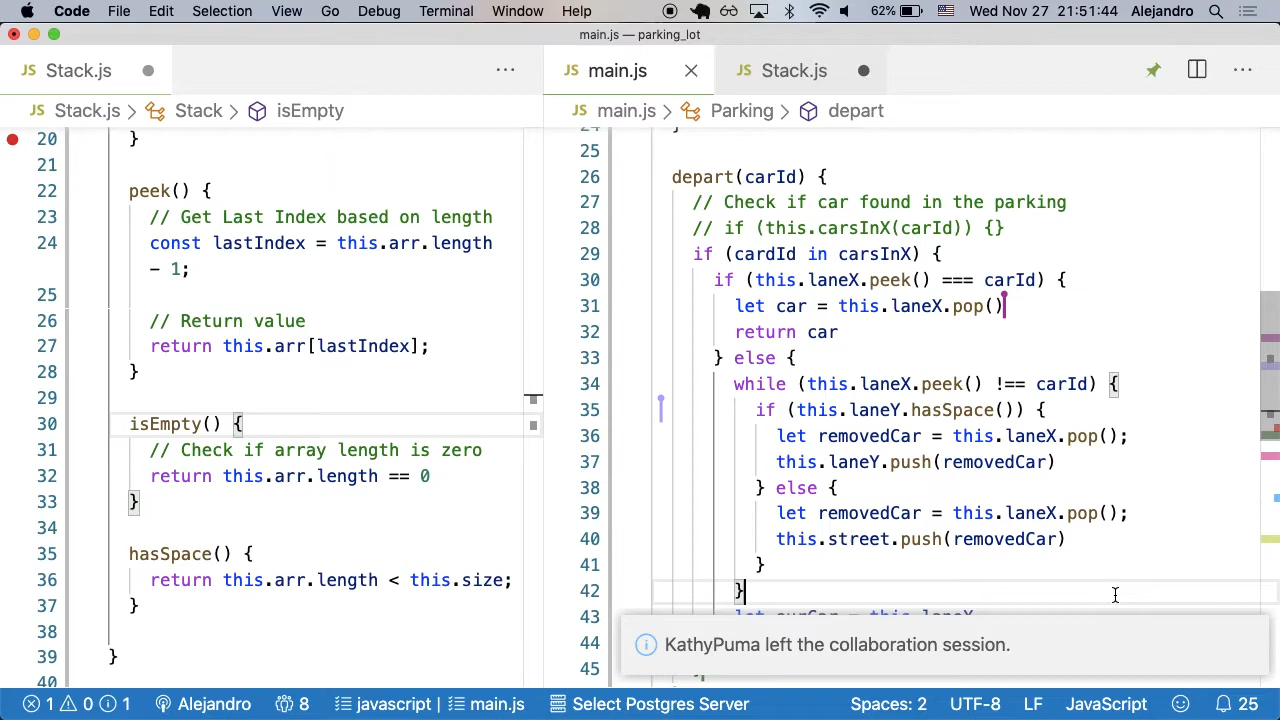 Code File Edit Selection View Go Debug Terminal Window Help 62% Wed Nov 27 21:51:44 Alejandro
main.js — parking_lot
JS Stack.js
JS main.js
JS Stack.js
JS Stack.js > Stack > isEmpty
JS main.js > Parking > depart
20 }
21
22 peek() {
23 // Get Last Index based on length
24 const lastIndex = this.arr.length
- 1;
25
26 // Return value
27 return this.arr[lastIndex];
28 }
29
30 isEmpty() {
31 // Check if array length is zero
32 return this.arr.length == 0
33 }
34
35 hasSpace() {
36 return this.arr.length < this.size;
37 }
38
39 }
40
24 }
25
26 depart(carId) {
27 // Check if car found in the parking
28 // if (this.carsInX(carId)) {}
29 if (cardId in carsInX) {
30 if (this.laneX.peek() === carId) {
31 let car = this.laneX.pop()
32 return car
33 } else {
34 while (this.laneX.peek() !== carId) {
35 if (this.laneY.hasSpace()) {
36 let removedCar = this.laneX.pop();
37 this.laneY.push(removedCar)
38 } else {
39 let removedCar = this.laneX.pop();
40 this.street.push(removedCar)
41 }
42 }
43 let ourCar = this.laneX
44
45
KathyPuma left the collaboration session.
1 0 1 Alejandro 8 javascript | main.js Select Postgres Server Spaces: 2 UTF-8 LF JavaScript 25